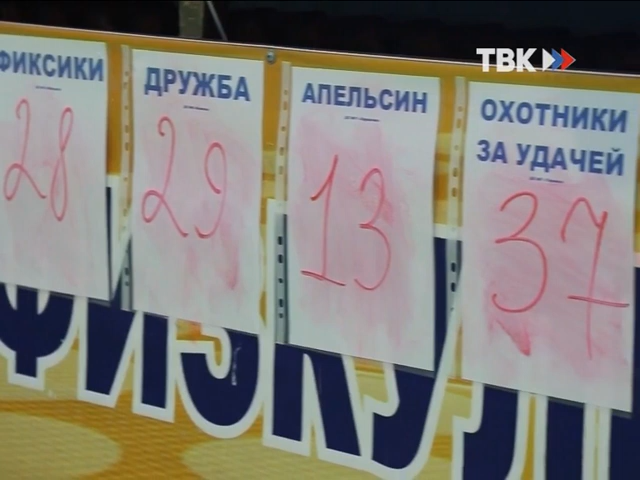 ТВК
ФИКСИКИ
28
ДРУЖБА
29
АПЕЛЬСИН
13
ОХОТНИКИ
ЗА УДАЧЕЙ
37
ФИЗКУЛ